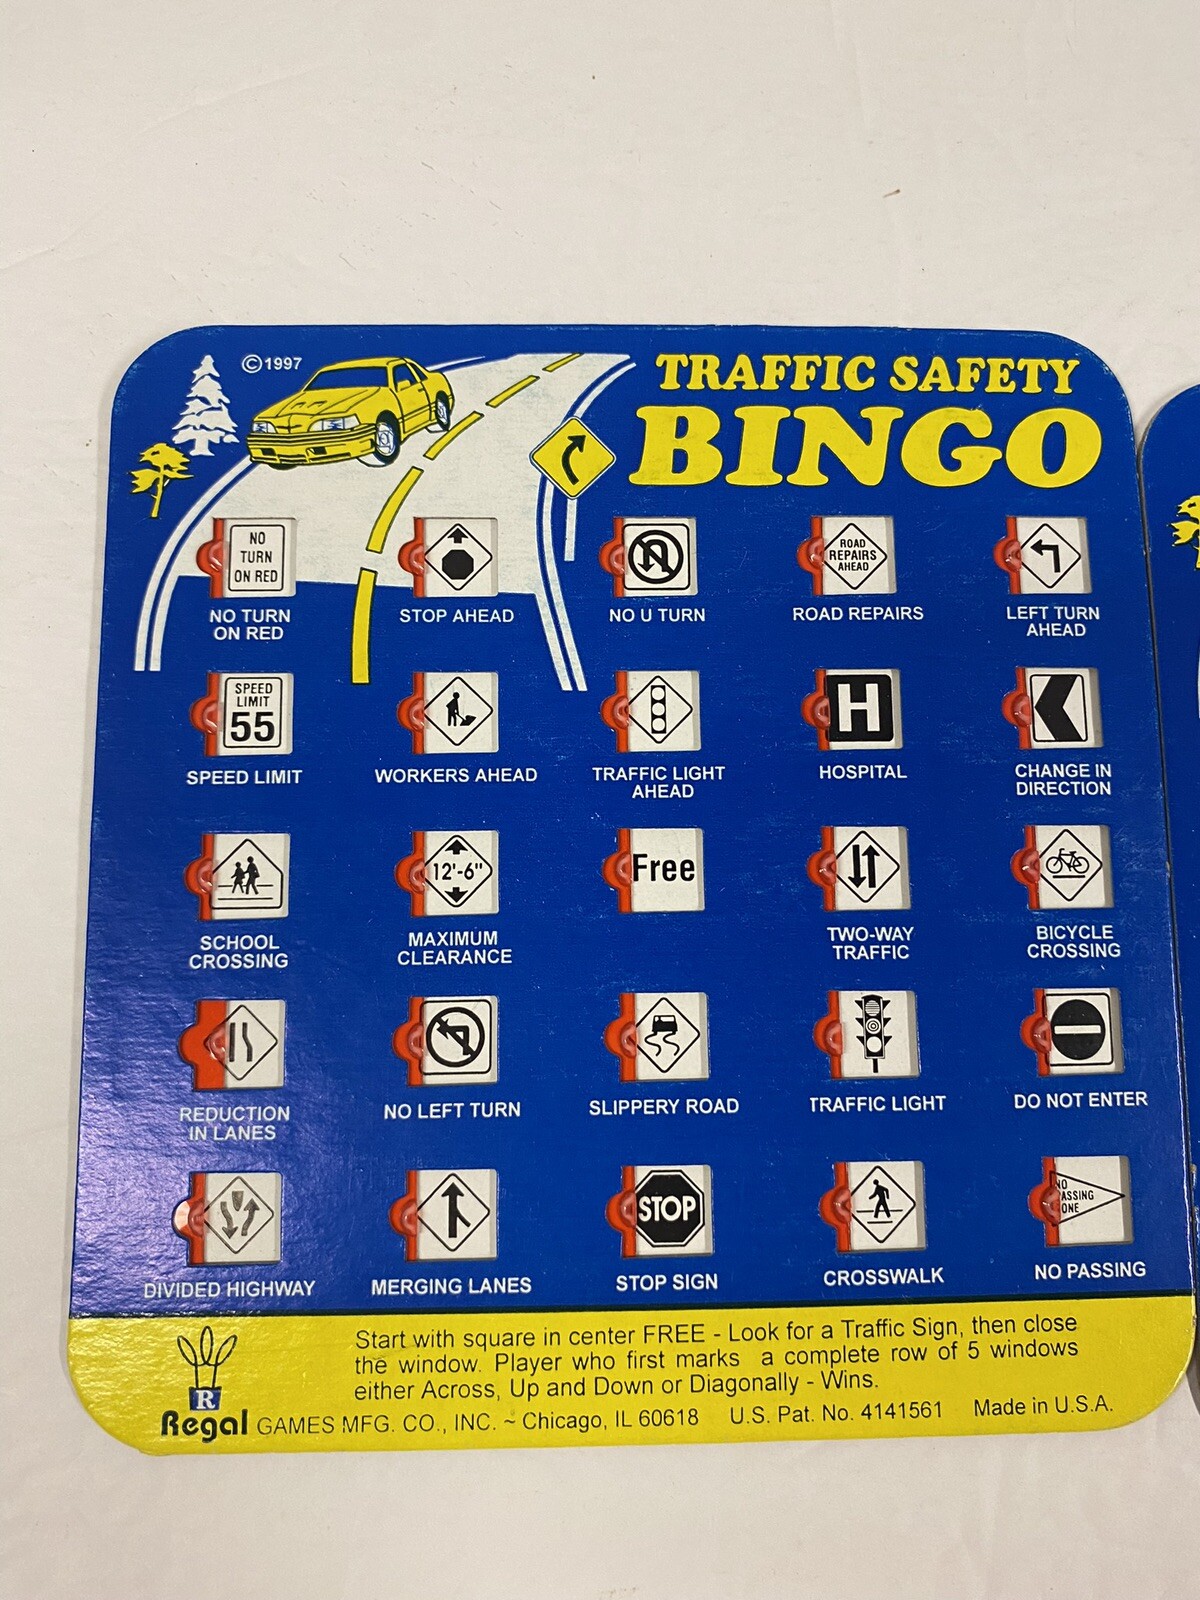 ©1997
TRAFFIC SAFETY
BINGO
NO
TURN
ON RED
NO TURN
ON RED
STOP AHEAD
NO U TURN
ROAD
REPAIRS
AHEAD
ROAD REPAIRS
LEFT TURN
AHEAD
SPEED
LIMIT
55
SPEED LIMIT
WORKERS AHEAD
TRAFFIC LIGHT
AHEAD
H
HOSPITAL
CHANGE IN
DIRECTION
SCHOOL
CROSSING
12'-6"
MAXIMUM
CLEARANCE
Free
TWO-WAY
TRAFFIC
BICYCLE
CROSSING
REDUCTION
IN LANES
NO LEFT TURN
SLIPPERY ROAD
TRAFFIC LIGHT
DO NOT ENTER
DIVIDED HIGHWAY
MERGING LANES
STOP
STOP SIGN
CROSSWALK
NO
ASSING
ONE
NO PASSING
Start with square in center FREE - Look for a Traffic Sign, then close
the window. Player who first marks a complete row of 5 windows
either Across, Up and Down or Diagonally - Wins.
R
Regal GAMES MFG. CO., INC. ~ Chicago, IL 60618 U.S. Pat. No. 4141561 Made in U.S.A.